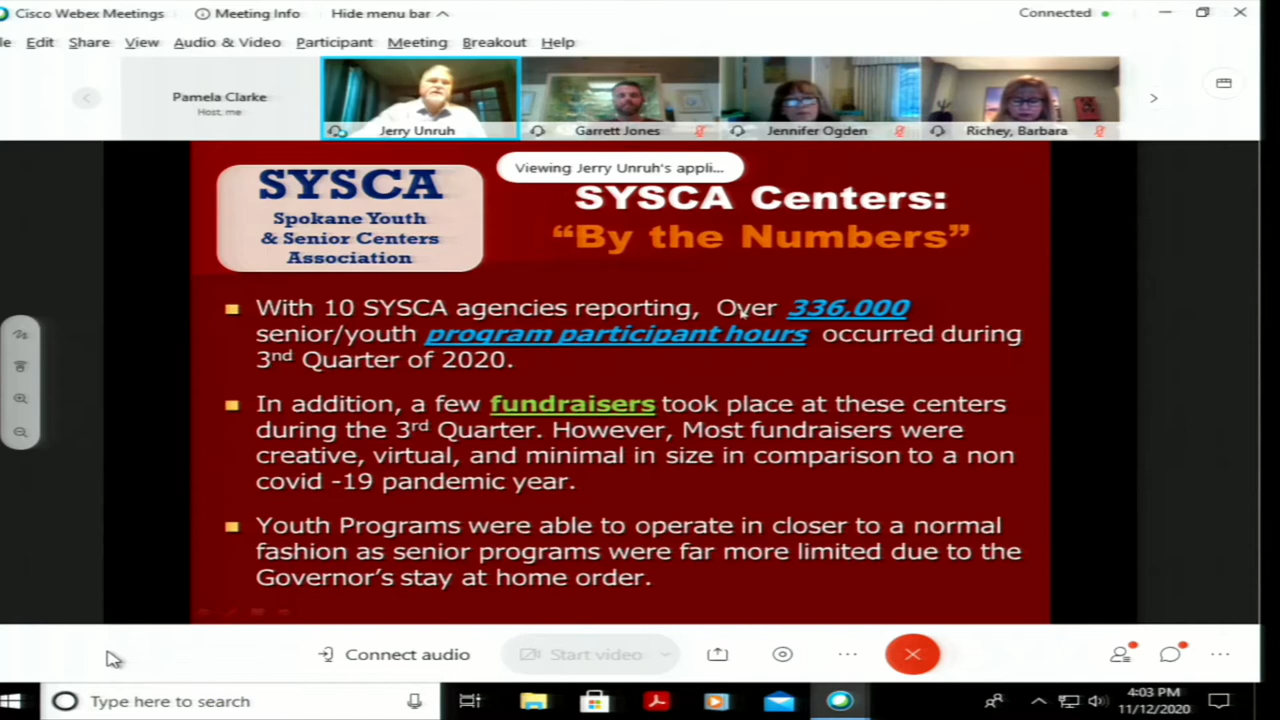 Cisco Webex Meetings
Meeting Info
Hide menu bar
Connected
le Edit Share View Audio & Video Participant Meeting Breakout Help
Pamela Clarke
Host, me
Jerry Unruh
Garrett Jones
Jennifer Ogden
Richey, Barbara
Viewing Jerry Unruh's appli...
SYSCA
Spokane Youth
& Senior Centers
Association
SYSCA Centers:
“By the Numbers”
With 10 SYSCA agencies reporting, Over 336,000
senior/youth program participant hours occurred during
3nd Quarter of 2020.
In addition, a few fundraisers took place at these centers
during the 3rd Quarter. However, Most fundraisers were
creative, virtual, and minimal in size in comparison to a non
covid -19 pandemic year.
Youth Programs were able to operate in closer to a normal
fashion as senior programs were far more limited due to the
Governor’s stay at home order.
Connect audio
Start video
Type here to search
4:03 PM
11/12/2020